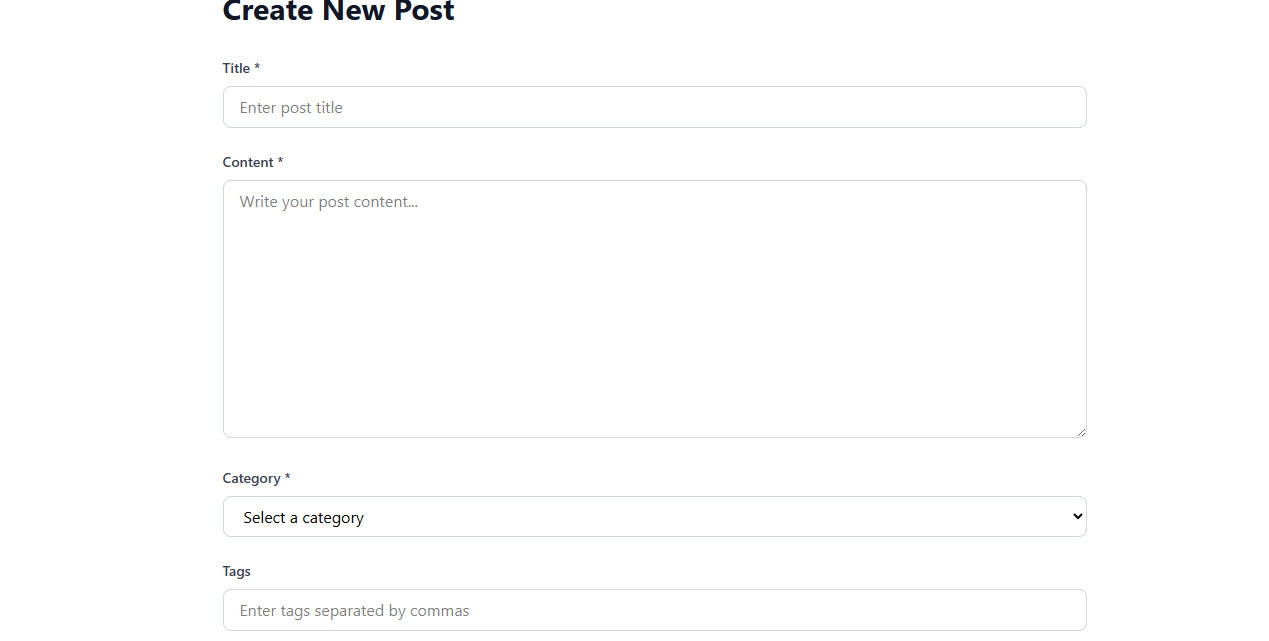 Create New Post
Title *
Enter post title
Content *
Write your post content...
Category *
Select a category
Tags
Enter tags separated by commas